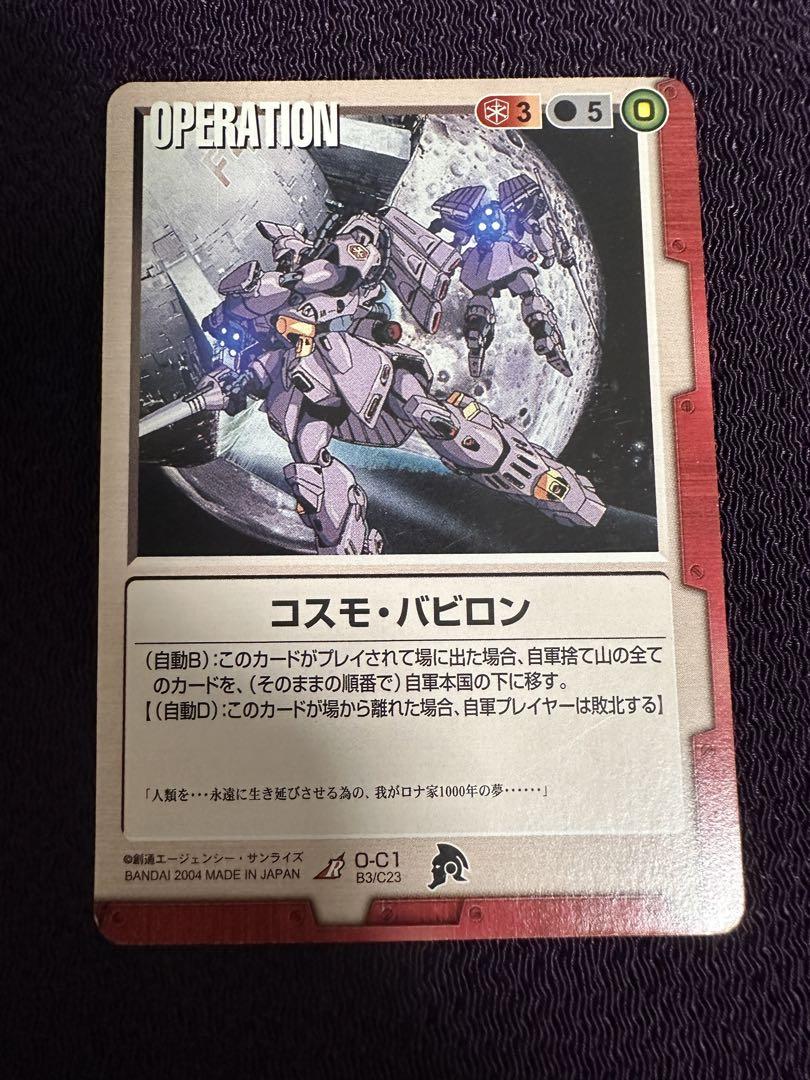 OPERATION
3 5 0
コスモ・バビロン
(自動B):このカードがプレイされて場に出た場合、自軍捨て山の全て
のカードを、(そのままの順番で)自軍本国の下に移す。
【(自動D):このカードが場から離れた場合、自軍プレイヤーは敗北する】
「人類を・・・永遠に生き延びさせる為の、我がロナ家1000年の夢・・・・・・」
©創通エージェンシー・サンライズ
BANDAI 2004 MADE IN JAPAN
R
O-C1
B3/C23